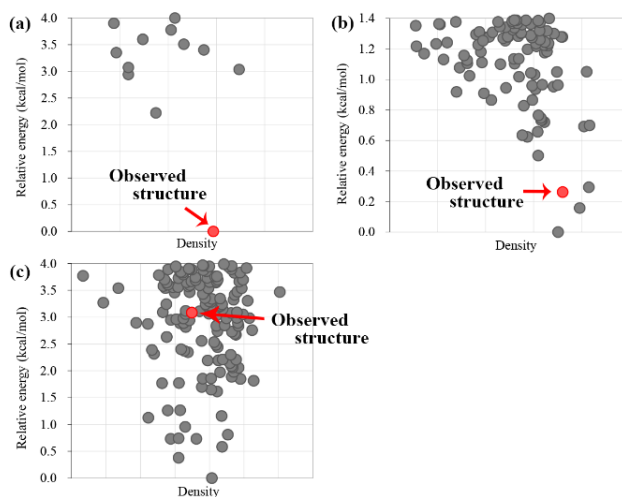 (a)
4.0
3.5
3.0
2.5
2.0
1.5
1.0
0.5
0.0
Relative energy (kcal/mol)
Observed
structure
Density
(b)
1.4
1.2
1.0
0.8
0.6
0.4
0.2
0.0
Relative energy (kcal/mol)
Observed
structure
Density
(c)
4.0
3.5
3.0
2.5
2.0
1.5
1.0
0.5
0.0
Relative energy (kcal/mol)
Observed
structure
Density